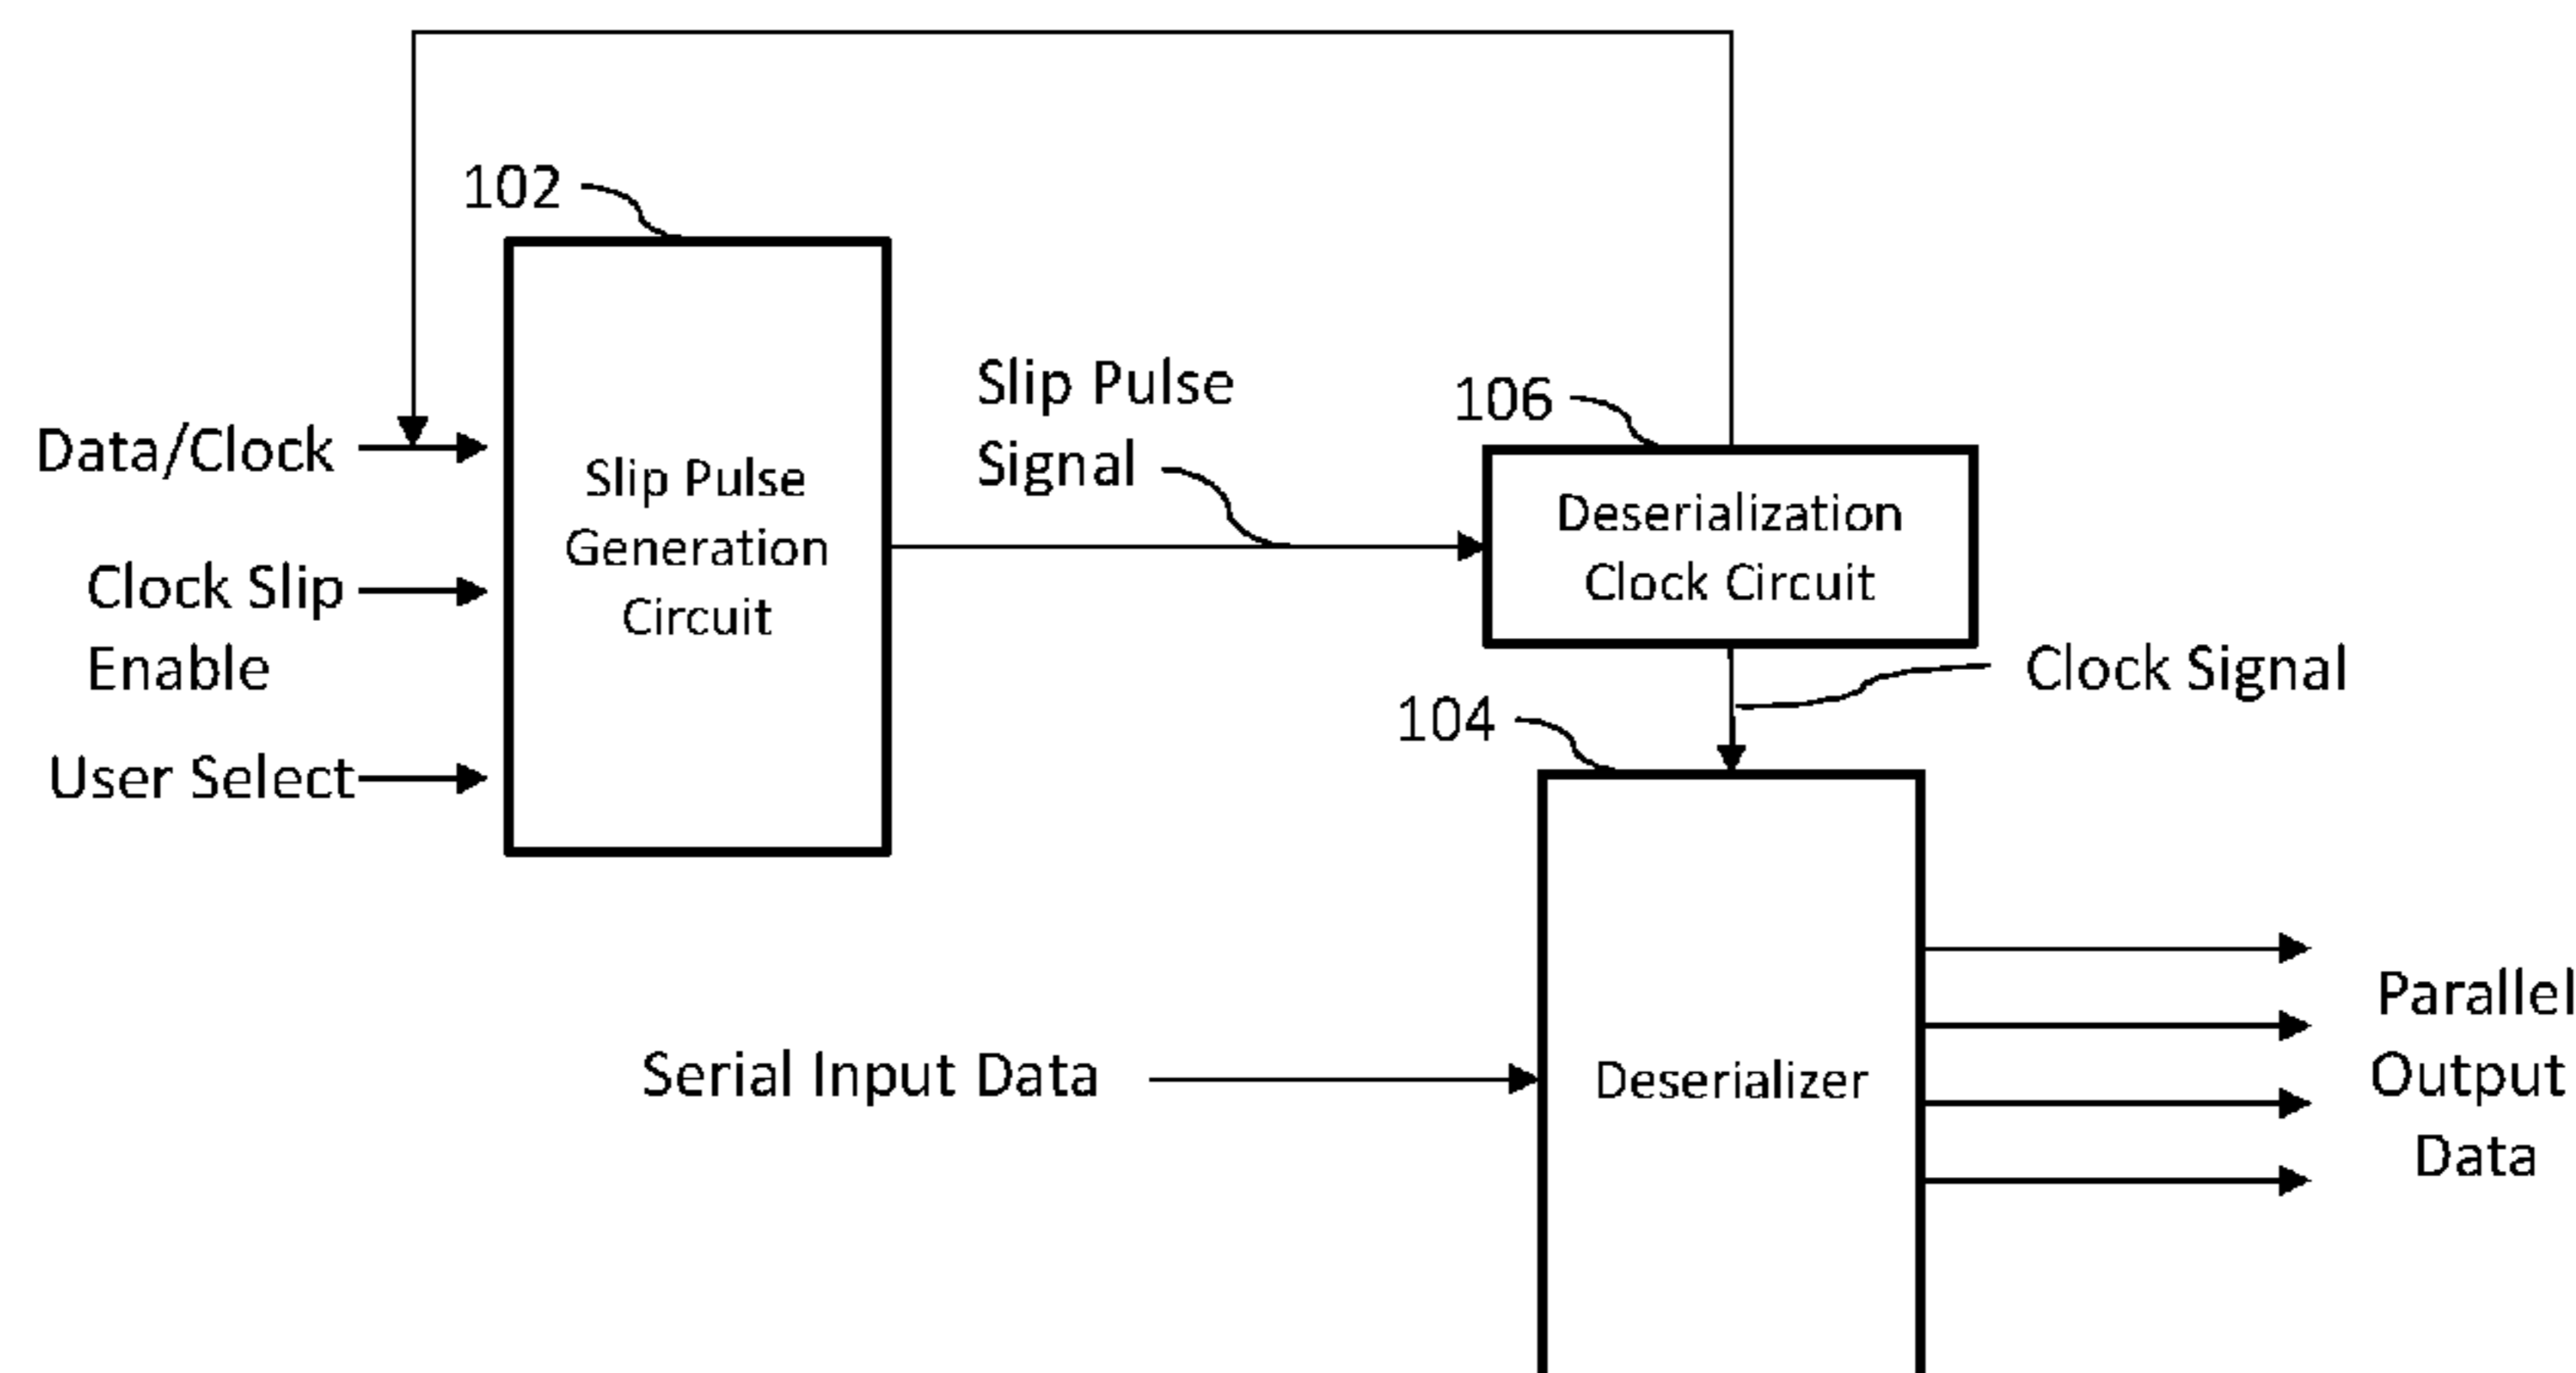 102
Slip Pulse
Signal
106
Data/Clock
Slip Pulse
Generation
Circuit
Deserialization
Clock Circuit
Clock Slip
Enable
Clock Signal
104
User Select
Parallel
Output
Data
Serial Input Data
Deserializer